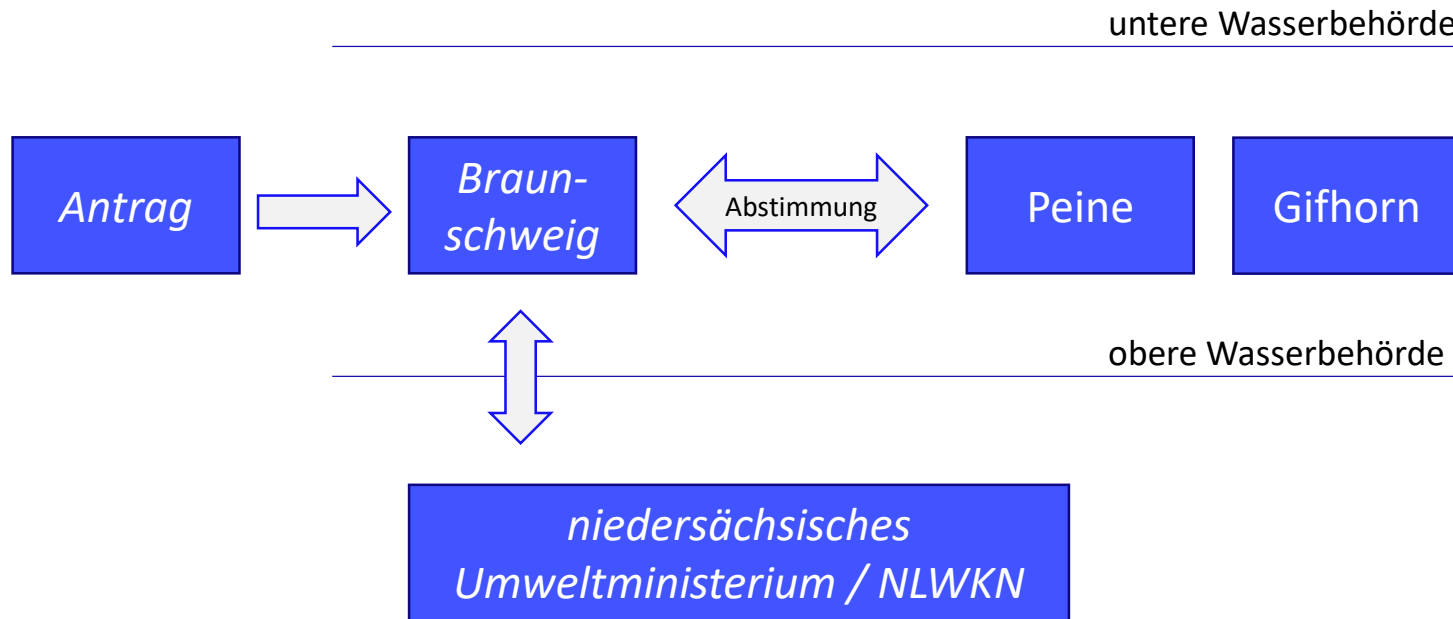 untere Wasserbehörde
Antrag
Braun-
schweig
Abstimmung
Peine
Gifhorn
obere Wasserbehörde
niedersächsisches
Umweltministerium / NLWKN